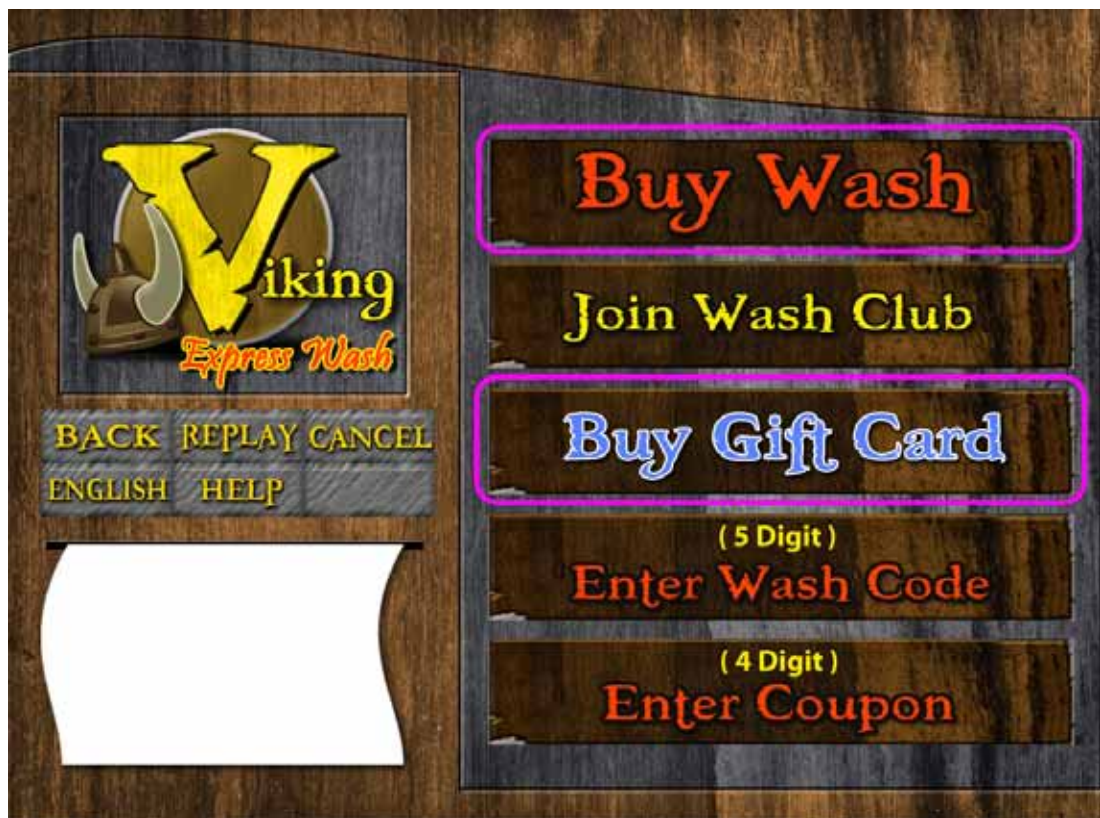 Viking
Express Wash
BACK REPLAY CANCEL
ENGLISH HELP
Buy Wash
Join Wash Club
Buy Gift Card
( 5 Digit )
Enter Wash Code
( 4 Digit )
Enter Coupon